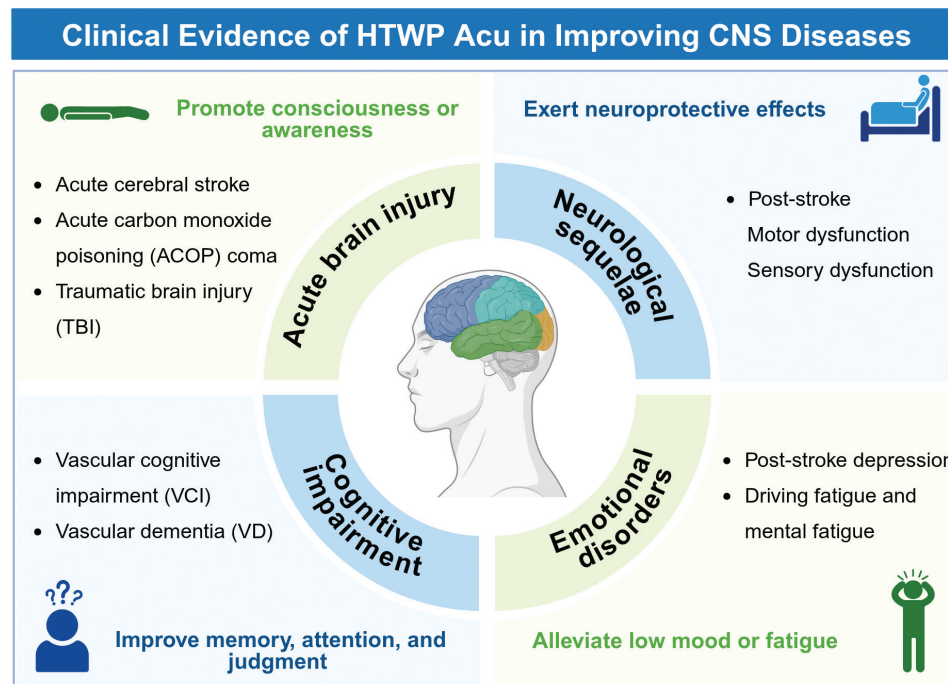 Clinical Evidence of HTWP Acu in Improving CNS Diseases
Promote consciousness or
awareness
• Acute cerebral stroke
• Acute carbon monoxide
poisoning (ACOP) coma
• Traumatic brain injury
(TBI)
Acute brain injury
Exert neuroprotective effects
• Post-stroke
Motor dysfunction
Sensory dysfunction
Neurological
sequelae
• Vascular cognitive
impairment (VCI)
• Vascular dementia (VD)
Cognitive
impairment
???
Improve memory, attention, and
judgment
Emotional
disorders
• Post-stroke depression
• Driving fatigue and
mental fatigue
Alleviate low mood or fatigue